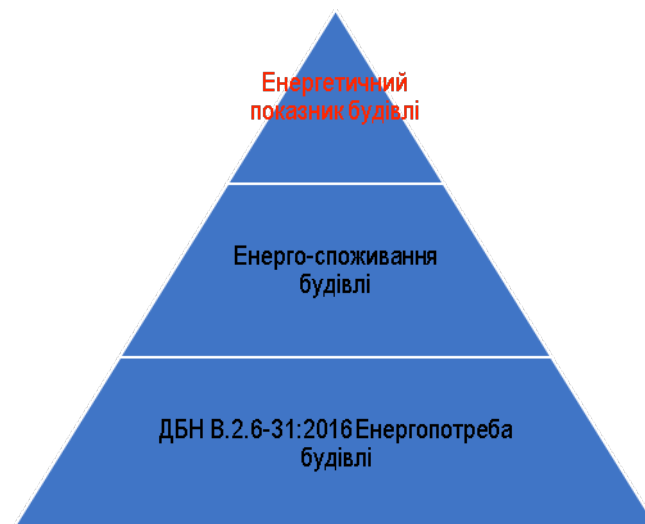 Енергетичний
показник будівлі
Енерго-споживання
будівлі
ДБН В.2.6-31:2016 Енергопотреба
будівлі